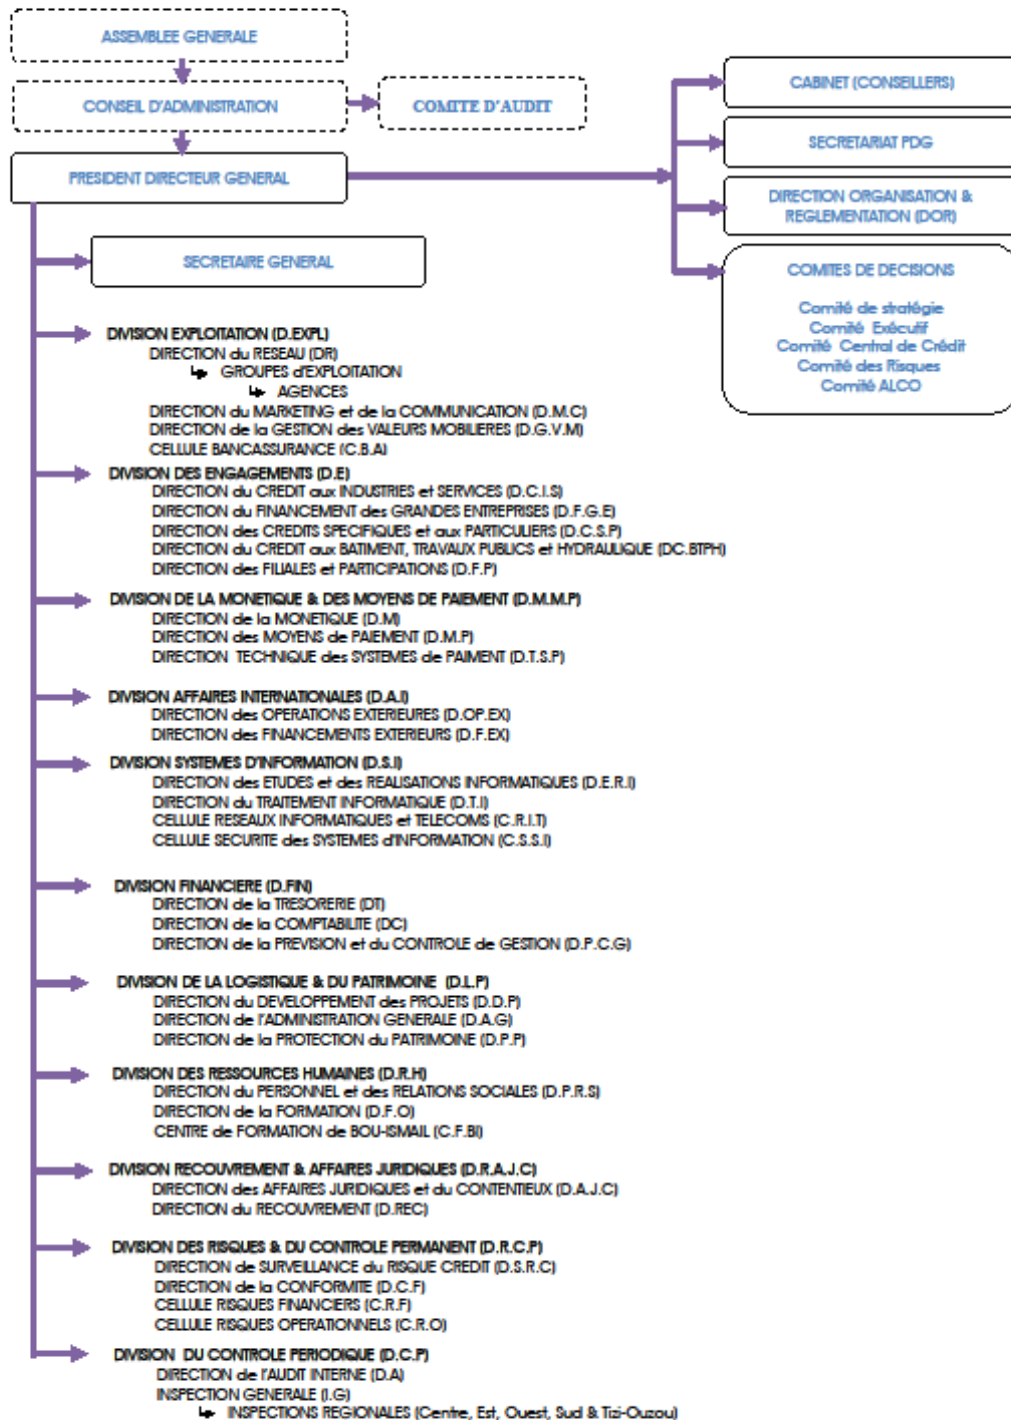 ASSEMBLEE GENERALE
CONSEIL D'ADMINISTRATION
COMITE D'AUDIT
PRESIDENT DIRECTEUR GENERAL
CABINET (CONSEILLERS)
SECRETARIAT PDG
DIRECTION ORGANISATION &
REGLEMENTATION (DOR)
COMITES DE DECISIONS
Comité de stratégie
Comité Exécutif
Comité Central de Crédit
Comité des Risques
Comité ALCO
SECRETAIRE GENERAL
DIVISION EXPLOITATION (D.EXPL)
DIRECTION du RESEAU (DR)
GROUPES d'EXPLOITATION
AGENCES
DIRECTION du MARKETING et de la COMMUNICATION (D.M.C)
DIRECTION de la GESTION des VALEURS MOBILIERES (D.G.V.M)
CELLULE BANCASSURANCE (C.B.A)
DIVISION DES ENGAGEMENTS (D.E)
DIRECTION du CREDIT aux INDUSTRIES et SERVICES (D.C.I.S)
DIRECTION du FINANCEMENT des GRANDES ENTREPRISES (D.F.G.E)
DIRECTION des CREDITS SPECIFIQUES et aux PARTICULIERS (D.C.S.P)
DIRECTION du CREDIT aux BATIMENT, TRAVAUX PUBLICS et HYDRAULIQUE (DC.BTPH)
DIRECTION des FILIALES et PARTICIPATIONS (D.F.P)
DIVISION DE LA MONETIQUE & DES MOYENS DE PAIEMENT (D.M.M.P)
DIRECTION de la MONETIQUE (D.M)
DIRECTION des MOYENS de PAIEMENT (D.M.P)
DIRECTION TECHNIQUE des SYSTEMES de PAIMENT (D.T.S.P)
DIVISION AFFAIRES INTERNATIONALES (D.A.I)
DIRECTION des OPERATIONS EXTERIEURES (D.OP.EX)
DIRECTION des FINANCEMENTS EXTERIEURS (D.F.EX)
DIVISION SYSTEMES D'INFORMATION (D.S.I)
DIRECTION des ETUDES et des REALISATIONS INFORMATIQUES (D.E.R.I)
DIRECTION du TRAITEMENT INFORMATIQUE (D.T.I)
CELLULE RESEAUX INFORMATIQUES et TELECOMS (C.R.I.T)
CELLULE SECURITE des SYSTEMES d'INFORMATION (C.S.S.I)
DIVISION FINANCIERE (D.FIN)
DIRECTION de la TRESORERIE (DT)
DIRECTION de la COMPTABILITE (DC)
DIRECTION de la PREVISION et du CONTROLE de GESTION (D.P.C.G)
DIVISION DE LA LOGISTIQUE & DU PATRIMOINE (D.L.P)
DIRECTION du DEVELOPPEMENT des PROJETS (D.D.P)
DIRECTION de l'ADMINISTRATION GENERALE (D.A.G)
DIRECTION de la PROTECTION du PATRIMOINE (D.P.P)
DIVISION DES RESSOURCES HUMAINES (D.R.H)
DIRECTION du PERSONNEL et des RELATIONS SOCIALES (D.P.R.S)
DIRECTION de la FORMATION (D.F.O)
CENTRE de FORMATION de BOU-ISMAIL (C.F.BI)
DIVISION RECOUVREMENT & AFFAIRES JURIDIQUES (D.R.A.J.C)
DIRECTION des AFFAIRES JURIDIQUES et du CONTENTIEUX (D.A.J.C)
DIRECTION du RECOUVREMENT (D.REC)
DIVISION DES RISQUES & DU CONTROLE PERMANENT (D.R.C.P)
DIRECTION de SURVEILLANCE du RISQUE CREDIT (D.S.R.C)
DIRECTION de la CONFORMITE (D.C.F)
CELLULE RISQUES FINANCIERS (C.R.F)
CELLULE RISQUES OPERATIONNELS (C.R.O)
DIVISION DU CONTROLE PERIODIQUE (D.C.P)
DIRECTION de l'AUDIT INTERNE (D.A)
INSPECTION GENERALE (I.G)
INSPECTIONS REGIONALES (Centre, Est, Ouest, Sud & Tizi-Ouzou)